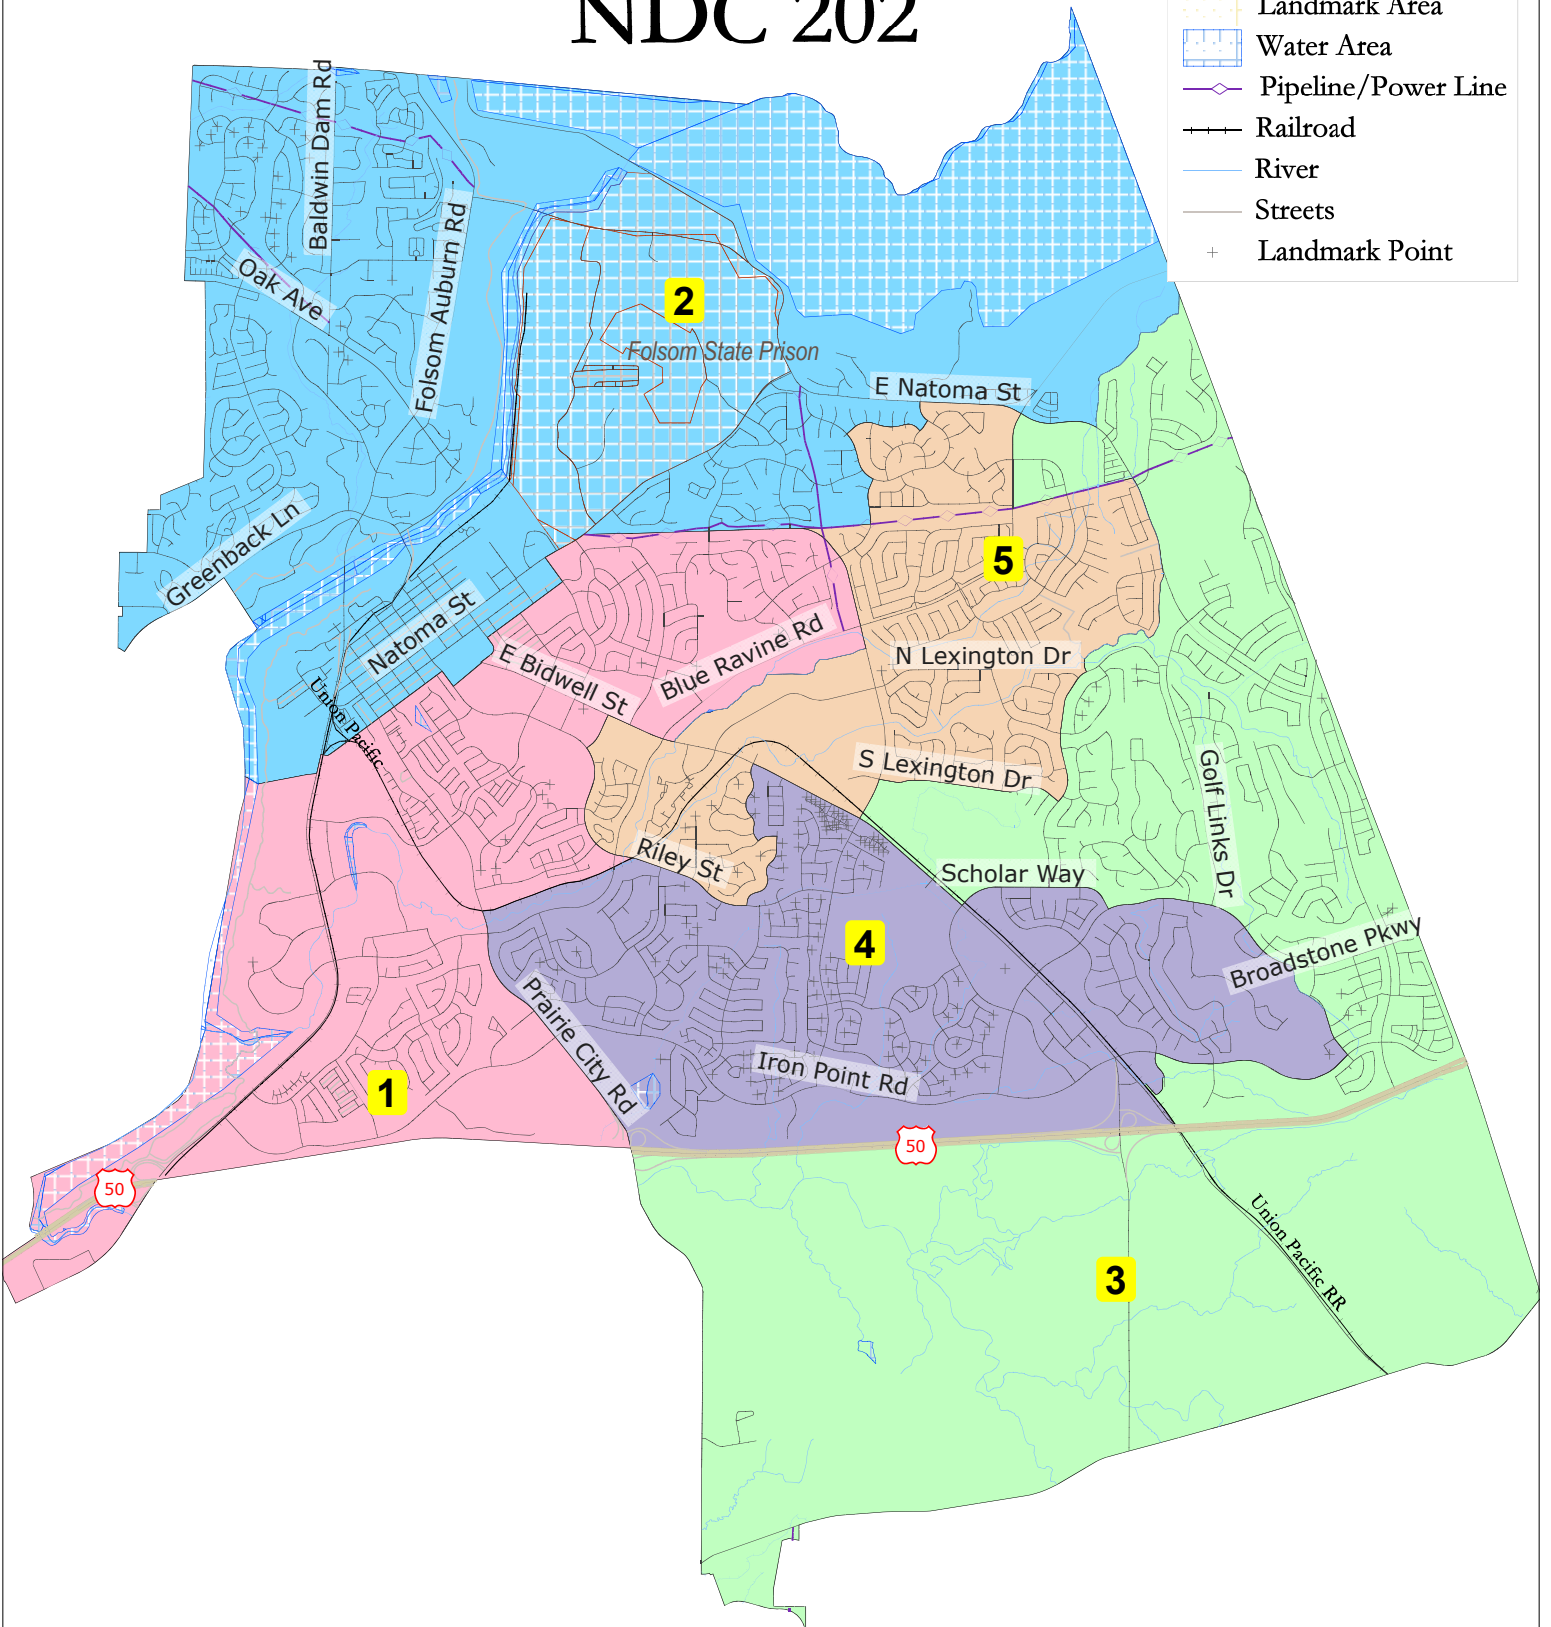 NDC 202
Landmark Area
Water Area
Pipeline/Power Line
Railroad
River
Streets
Landmark Point
Baldwin Dam Rd
Oak Ave
Folsom Auburn Rd
2
Folsom State Prison
E Natoma St
Greenback Ln
5
Natoma St
E Bidwell St
Blue Ravine Rd
N Lexington Dr
Union Pacific
S Lexington Dr
Golf Links Dr
Riley St
Scholar Way
4
Broadstone Pkwy
Prairie City Rd
Iron Point Rd
1
50
50
Union Pacific RR
3